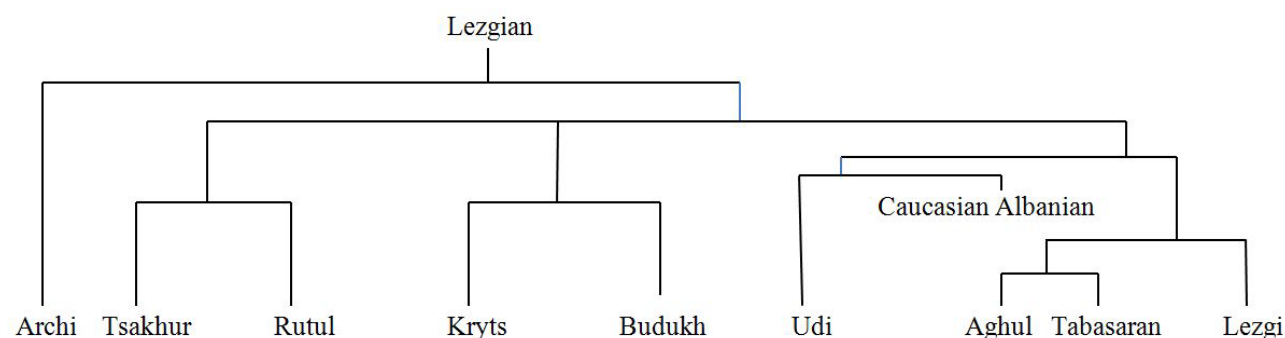 Lezgian
Caucasian Albanian
Archi Tsakhur Rutul Kryts Budukh Udi Aghul Tabasaran Lezgi